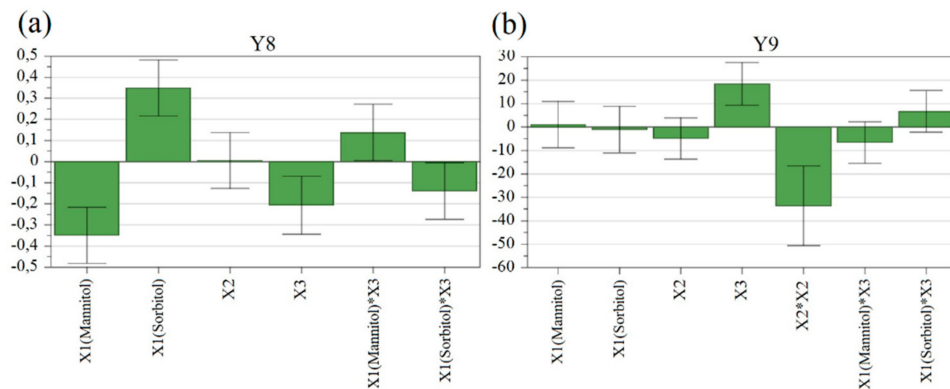 (a)
Y8
0,5
0,4
0,3
0,2
0,1
0
-0,1
-0,2
-0,3
-0,4
-0,5
X1(Mannitol)
X1(Sorbitol)
X2
X3
X1(Mannitol)*X3
X1(Sorbitol)*X3
(b)
Y9
30
20
10
0
-10
-20
-30
-40
-50
-60
X1(Mannitol)
X1(Sorbitol)
X2
X3
X2*X2
X1(Mannitol)*X3
X1(Sorbitol)*X3